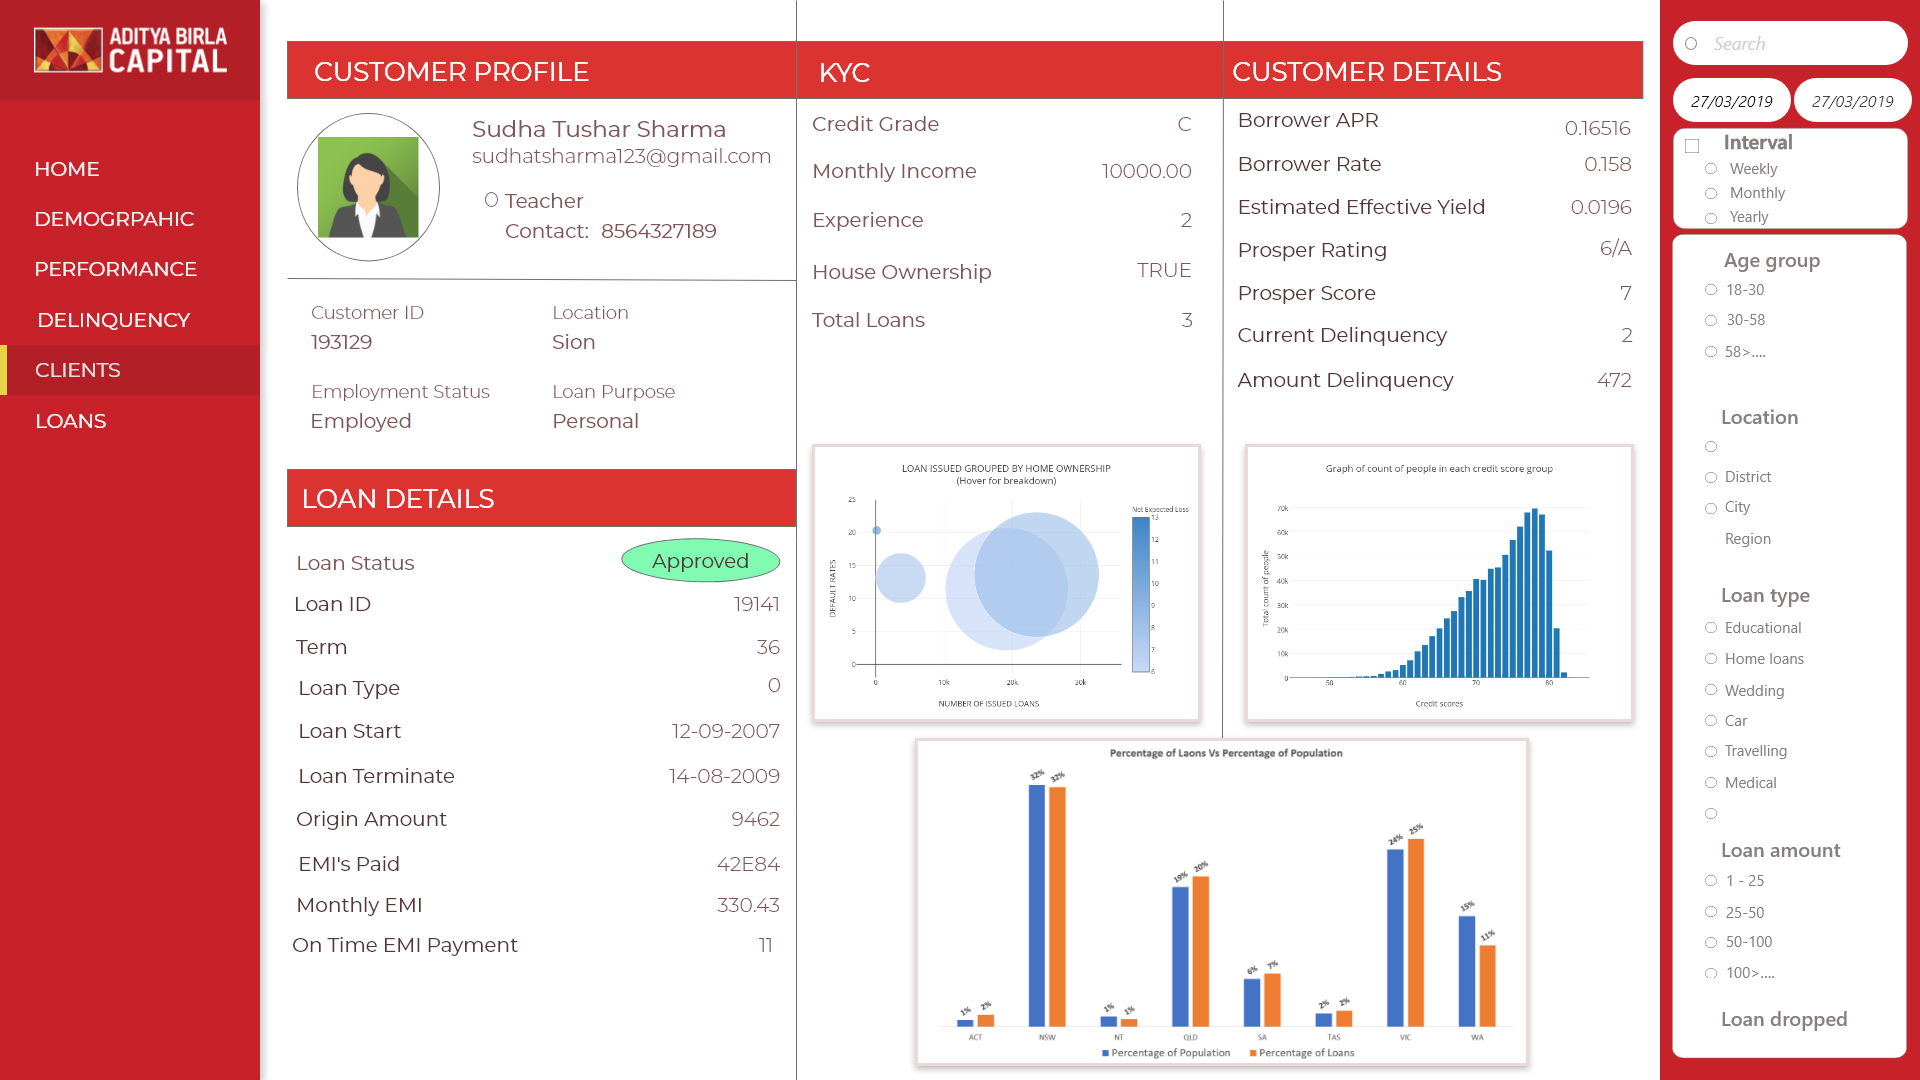 ADITYA BIRLA
CAPITAL
HOME
DEMOGRPAHIC
PERFORMANCE
DELINQUENCY
CLIENTS
LOANS
CUSTOMER PROFILE
Sudha Tushar Sharma
sudhatsharma123@gmail.com
Teacher
Contact: 8564327189
Customer ID
193129
Location
Sion
Employment Status
Employed
Loan Purpose
Personal
LOAN DETAILS
Loan Status Approved
Loan ID 19141
Term 36
Loan Type 0
Loan Start 12-09-2007
Loan Terminate 14-08-2009
Origin Amount 9462
EMI's Paid 42E84
Monthly EMI 330.43
On Time EMI Payment 11
KYC
Credit Grade C
Monthly Income 10000.00
Experience 2
House Ownership TRUE
Total Loans 3
CUSTOMER DETAILS
Borrower APR 0.16516
Borrower Rate 0.158
Estimated Effective Yield 0.0196
Prosper Rating 6/A
Prosper Score 7
Current Delinquency 2
Amount Delinquency 472
LOAN ISSUED GROUPED BY HOME OWNERSHIP
(Hover for breakdown)
DEFAULT RATES
25
20
15
10
5
0
0 10k 20k 30k
NUMBER OF ISSUED LOANS
Net Expected Loss
13
12
11
10
9
8
7
6
Graph of count of people in each credit score group
Total count of people
70k
60k
50k
40k
30k
20k
10k
0
50 60 70 80
Credit scores
Percentage of Laons Vs Percentage of Population
1% 2% 32% 32% 1% 1% 19% 20% 6% 7% 2% 2% 24% 25% 15% 11%
ACT NSW NT QLD SA TAS VIC WA
Percentage of Population Percentage of Loans
Search
27/03/2019 27/03/2019
Interval
Weekly
Monthly
Yearly
Age group
18-30
30-58
58>....
Location
District
City
Region
Loan type
Educational
Home loans
Wedding
Car
Travelling
Medical
Loan amount
1 - 25
25-50
50-100
100>....
Loan dropped